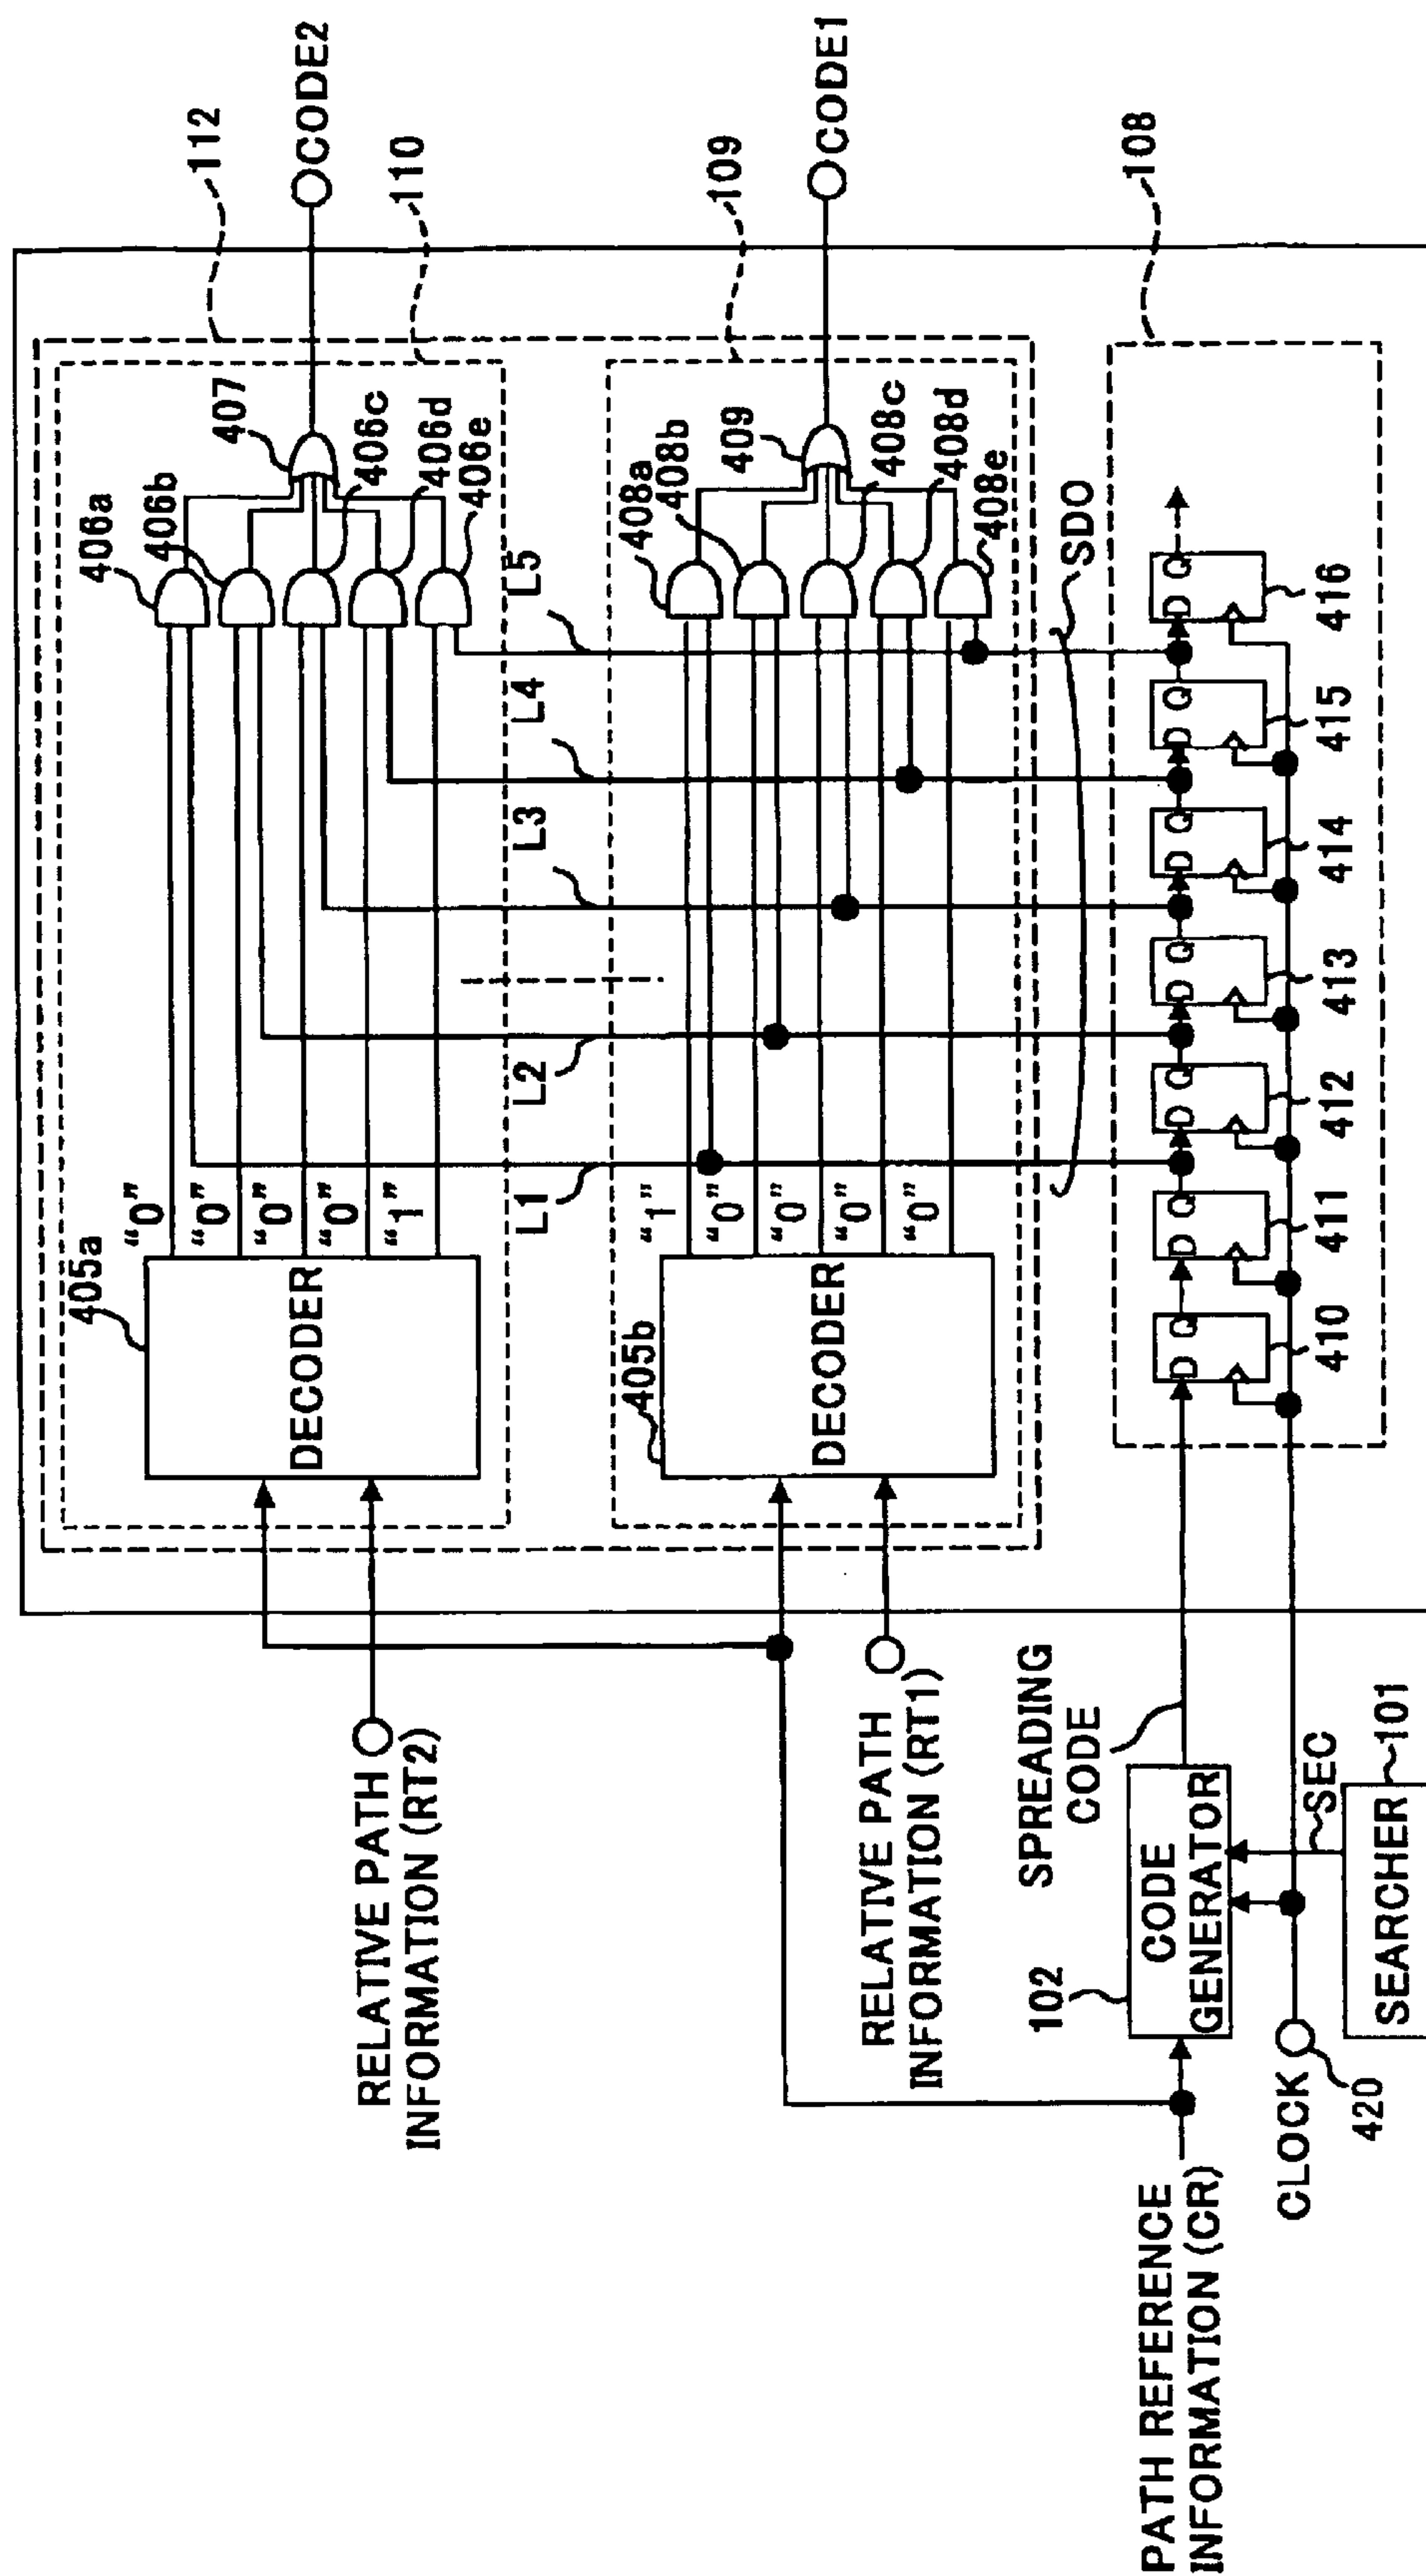 112
CODE2
110
407
406a
406b
406c
406d
406e
405a
DECODER
“0”
“0”
“0”
“0”
“1”
RELATIVE PATH
INFORMATION (RT2)
109
CODE1
408a
408b
409
408c
408d
408e
405b
DECODER
“1”
“0”
“0”
“0”
“0”
RELATIVE PATH
INFORMATION (RT1)
L1
L2
L3
L4
L5
SDO
108
D Q
D Q
D Q
D Q
D Q
D Q
D Q
410
411
412
413
414
415
416
SPREADING
CODE
102
CODE
GENERATOR
PATH REFERENCE
INFORMATION (CR)
CLOCK
420
SEC
SEARCHER
101